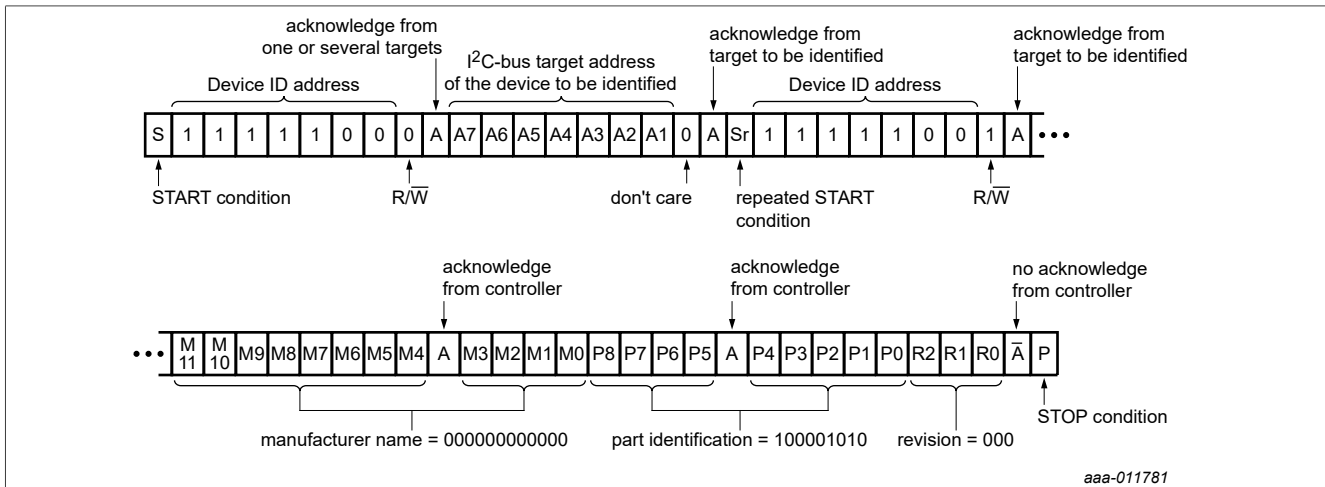 acknowledge from
one or several targets
I2C-bus target address
of the device to be identified
acknowledge from
target to be identified
acknowledge from
target to be identified
Device ID address
Device ID address
S 1 1 1 1 1 0 0 0 A A7 A6 A5 A4 A3 A2 A1 0 A Sr 1 1 1 1 1 0 0 1 A •••
START condition
R/W̅
don't care
repeated START
condition
R/W̅
acknowledge
from controller
acknowledge
from controller
no acknowledge
from controller
••• M11 M10 M9 M8 M7 M6 M5 M4 A M3 M2 M1 M0 P8 P7 P6 P5 A P4 P3 P2 P1 P0 R2 R1 R0 A̅ P
STOP condition
manufacturer name = 000000000000
part identification = 100001010
revision = 000
aaa-011781